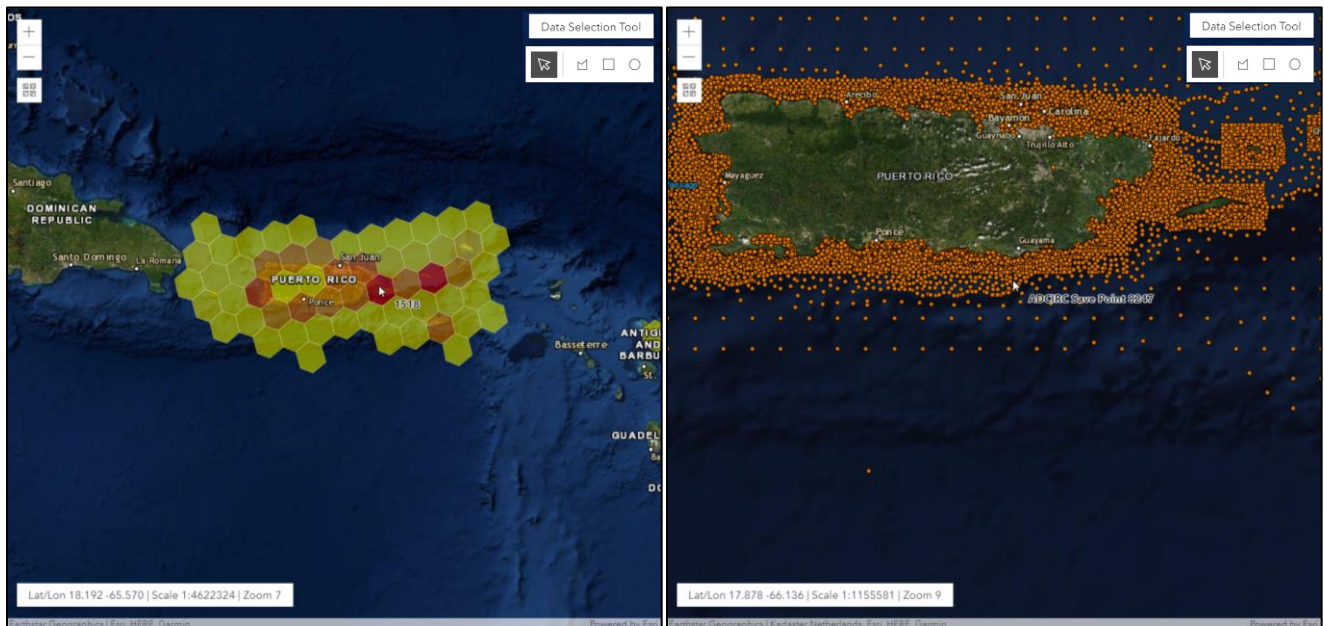 Data Selection Tool
Santiago
DOMINICAN
REPUBLIC
Santo Domingo
La Romana
San Juan
PUERTO RICO
Ponce
1518
Basseterre
ANTIG
AND
BARBU
St.
GUADEL
Ba
Lat/Lon 18.192 -65.570 | Scale 1:4622324 | Zoom 7
Earthstar Geographics | Esri, HERE, Garmin
Powered by Esri
Data Selection Tool
Arecibo
San Juan
Carolina
Bayamon
Guaynabo
Trujillo Alto
Fajardo
Mayaguez
PUERTO RICO
Ponce
Guayama
ADCIRC Save Point 8247
Lat/Lon 17.878 -66.136 | Scale 1:1155581 | Zoom 9
Earthstar Geographics | Kadaster Netherlands, Esri, HERE, Garmin
Powered by Esri